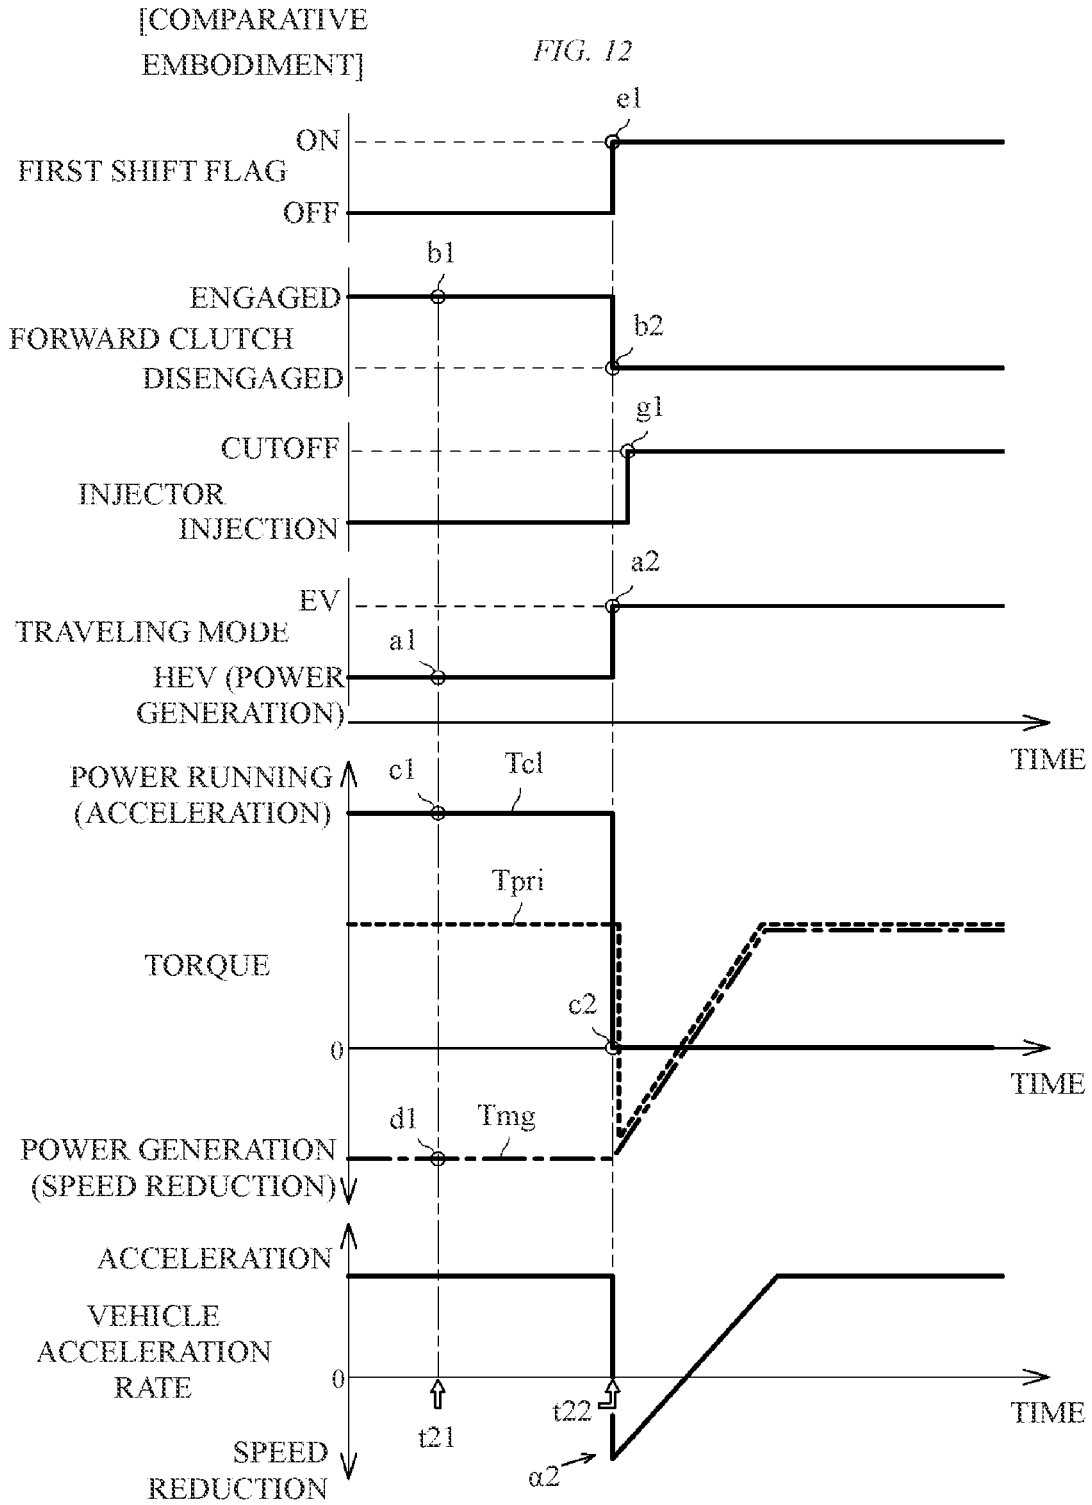 [COMPARATIVE
EMBODIMENT]
FIG. 12
e1
ON
FIRST SHIFT FLAG
OFF
b1
ENGAGED
FORWARD CLUTCH
b2
DISENGAGED
g1
CUTOFF
INJECTOR
INJECTION
a2
EV
TRAVELING MODE
a1
HEV (POWER
GENERATION)
TIME
POWER RUNNING
(ACCELERATION)
c1
Tcl
Tpri
TORQUE
c2
0
TIME
d1
Tmg
POWER GENERATION
(SPEED REDUCTION)
ACCELERATION
VEHICLE
ACCELERATION
RATE
0
t21
t22
TIME
SPEED
REDUCTION
α2